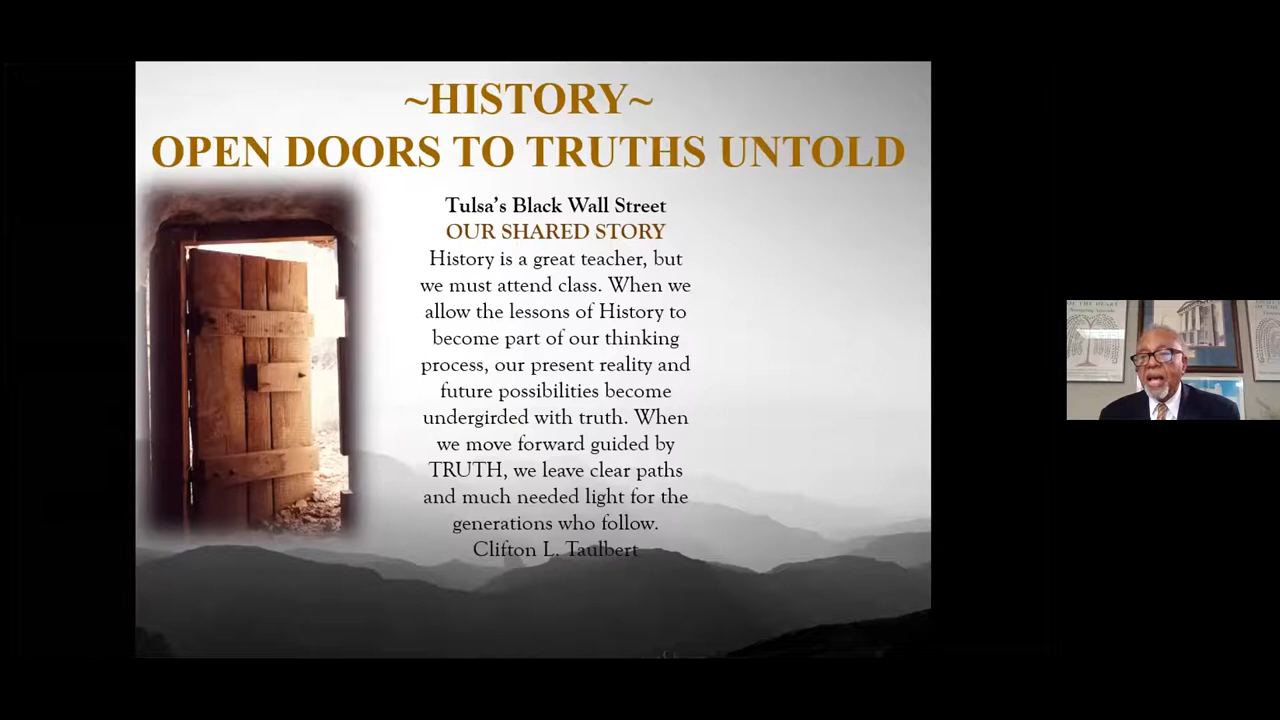 ~HISTORY~
OPEN DOORS TO TRUTHS UNTOLD
Tulsa's Black Wall Street
OUR SHARED STORY
History is a great teacher, but
we must attend class. When we
allow the lessons of History to
become part of our thinking
process, our present reality and
future possibilities become
undergirded with truth. When
we move forward guided by
TRUTH, we leave clear paths
and much needed light for the
generations who follow.
Clifton L. Taulbert
OF THE HEART